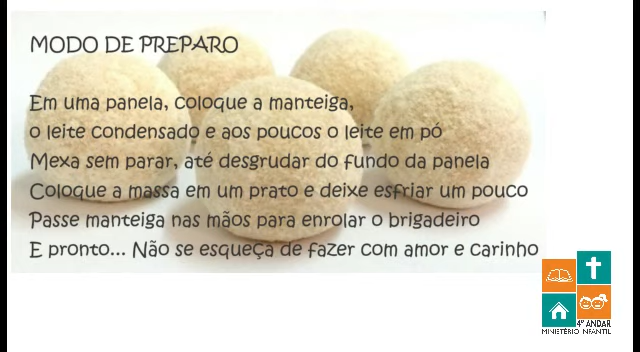 MODO DE PREPARO
Em uma panela, coloque a manteiga,
o leite condensado e aos poucos o leite em pó
Mexa sem parar, até desgrudar do fundo da panela
Coloque a massa em um prato e deixe esfriar um pouco
Passe manteiga nas mãos para enrolar o brigadeiro
E pronto... Não se esqueça de fazer com amor e carinho
4º ANDAR
MINISTÉRIO INFANTIL